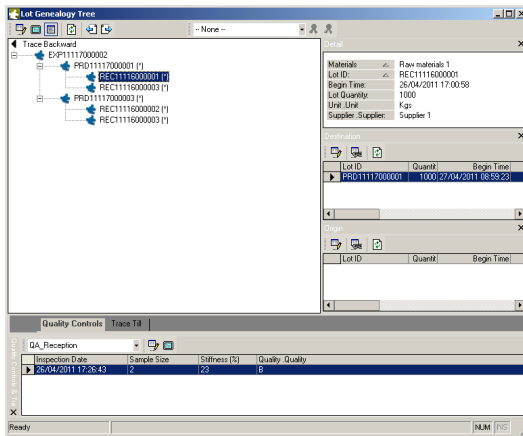 Lot Genealogy Tree
-- None --
Trace Backward
EXP11117000002
PRD11117000001 (*)
REC11116000001 (*)
REC11116000003 (*)
PRD11117000003 (*)
REC11116000002 (*)
REC11116000003 (*)
Detail
Materials Raw materials 1
Lot ID: REC11116000001
Begin Time: 26/04/2011 17:00:58
Lot Quantity: 1000
Unit .Unit Kgs
Supplier .Supplier: Supplier 1
Destination
Lot ID Quantit Begin Time
PRD11117000001 1000 27/04/2011 08:59:23
Origin
Lot ID Quantit Begin Time
Quality Controls Trace Till
QA_Reception
Inspection Date Sample Size Stiffness (%) Quality .Quality
26/04/2011 17:26:43 2 23 B
Ready NUM INS